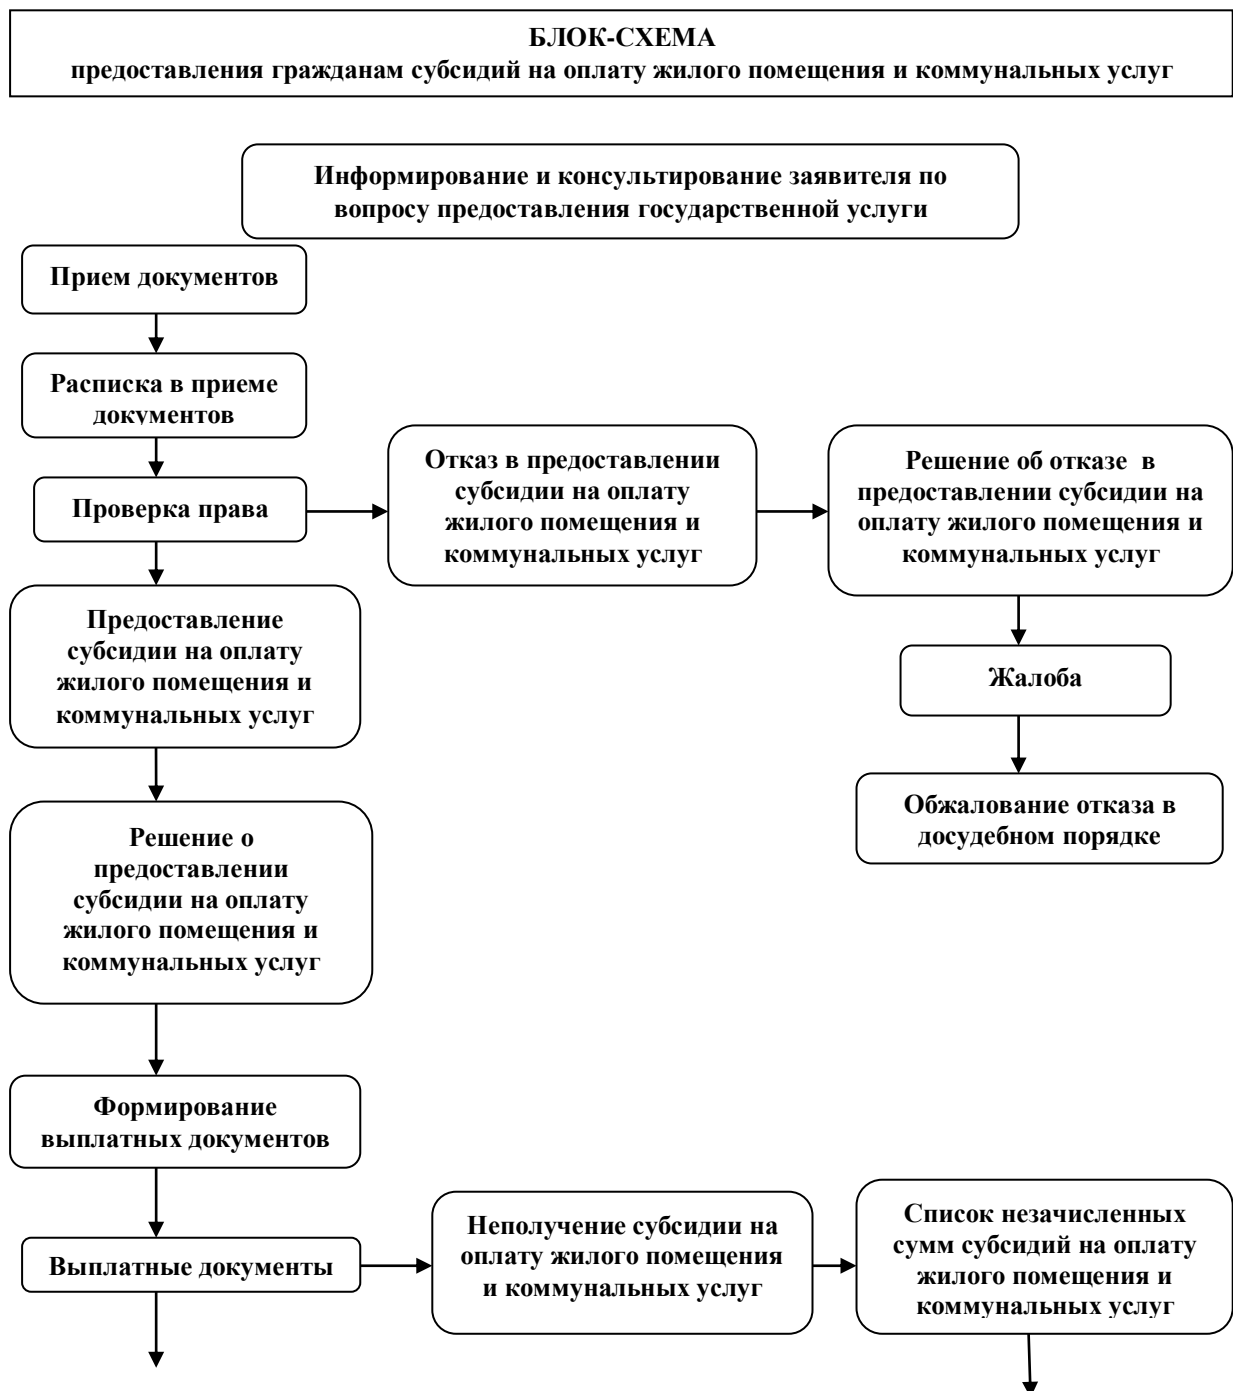 БЛОК-СХЕМА
предоставления гражданам субсидий на оплату жилого помещения и коммунальных услуг
Информирование и консультирование заявителя по
вопросу предоставления государственной услуги
Прием документов
Расписка в приеме
документов
Проверка права
Отказ в предоставлении
субсидии на оплату
жилого помещения и
коммунальных услуг
Решение об отказе в
предоставлении субсидии на
оплату жилого помещения и
коммунальных услуг
Предоставление
субсидии на оплату
жилого помещения и
коммунальных услуг
Жалоба
Обжалование отказа в
досудебном порядке
Решение о
предоставлении
субсидии на оплату
жилого помещения и
коммунальных услуг
Формирование
выплатных документов
Выплатные документы
Неполучение субсидии на
оплату жилого помещения
и коммунальных услуг
Список незачисленных
сумм субсидий на оплату
жилого помещения и
коммунальных услуг